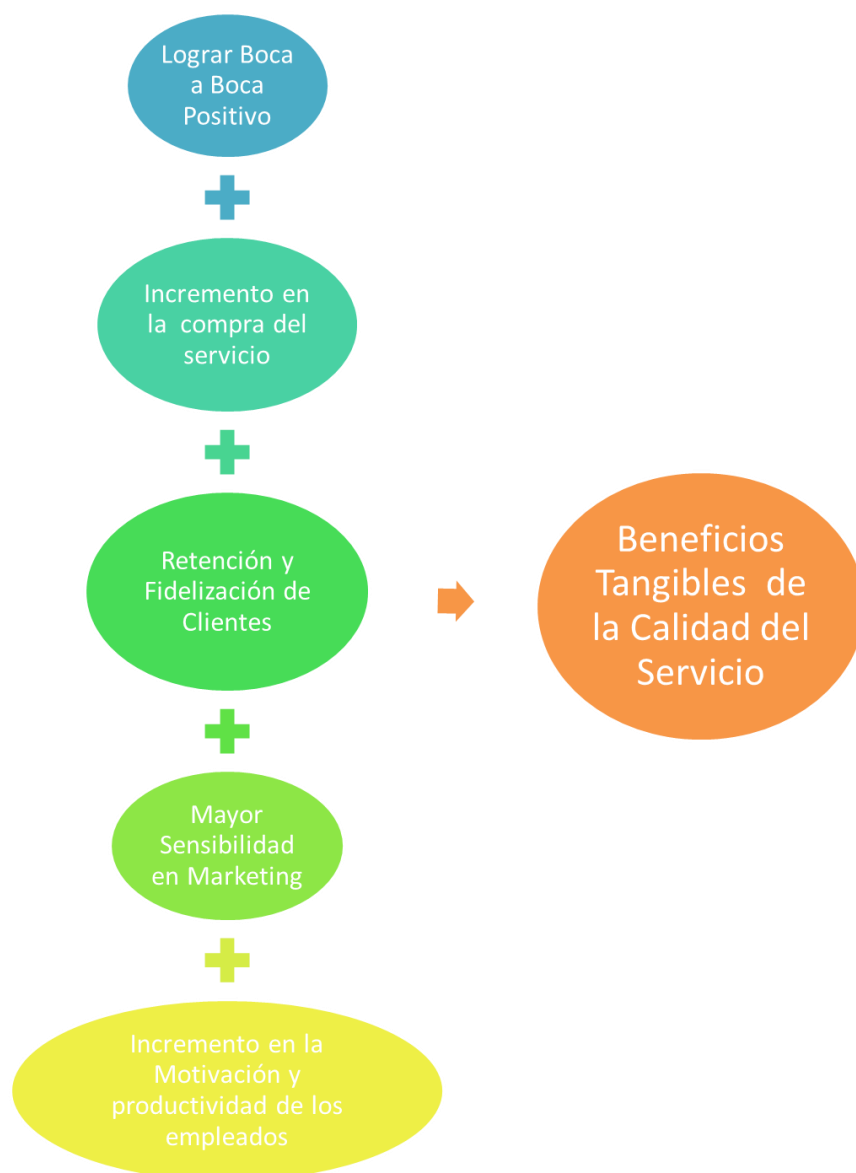 Lograr Boca
a Boca
Positivo
Incremento en
la compra del
servicio
Retención y
Fidelización de
Clientes
Mayor
Sensibilidad
en Marketing
Incremento en la
Motivación y
productividad de los
empleados
Beneficios
Tangibles de
la Calidad del
Servicio